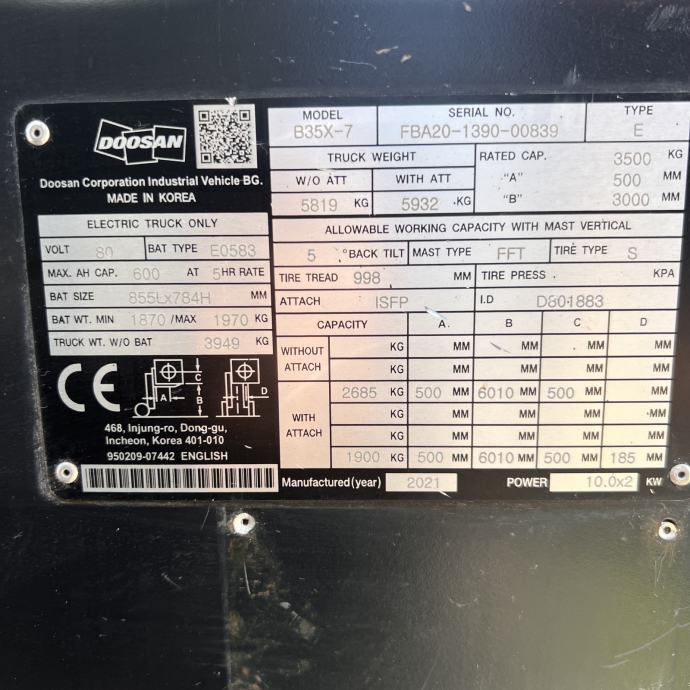 DOOSAN
Doosan Corporation Industrial Vehicle BG.
MADE IN KOREA
ELECTRIC TRUCK ONLY
VOLT 80 BAT TYPE E0583
MAX. AH CAP. 600 AT 5 HR RATE
BAT SIZE 855Lx784H MM
BAT WT. MIN 1870 /MAX 1970 KG
TRUCK WT. W/O BAT 3949 KG
CE
C
A B D
468, Injung-ro, Dong-gu,
Incheon, Korea 401-010
950209-07442 ENGLISH
MODEL SERIAL NO. TYPE
B35X-7 FBA20-1390-00839 E
TRUCK WEIGHT RATED CAP. 3500 KG
W/O ATT WITH ATT "A" 500 MM
5819 KG 5932 KG "B" 3000 MM
ALLOWABLE WORKING CAPACITY WITH MAST VERTICAL
5 °BACK TILT MAST TYPE FFT TIRE TYPE S
TIRE TREAD 998 MM TIRE PRESS. KPA
ATTACH ISFP I.D D801883
CAPACITY A. B C D
WITHOUT ATTACH
KG MM MM MM MM
KG MM MM MM MM
WITH ATTACH
2685 KG 500 MM 6010 MM 500 MM MM
KG MM MM MM MM
KG MM MM MM MM
1900 KG 500 MM 6010 MM 500 MM 185 MM
Manufactured(year) 2021 POWER 10.0x2 KW